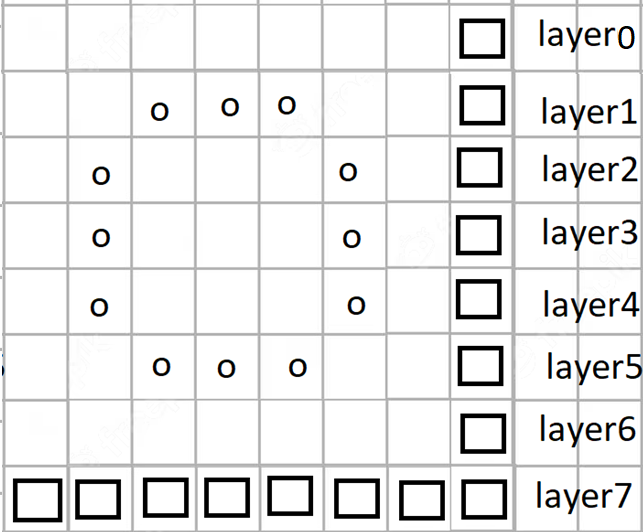 layer0
o o o layer1
o o layer2
o o layer3
o o layer4
o o o layer5
layer6
layer7